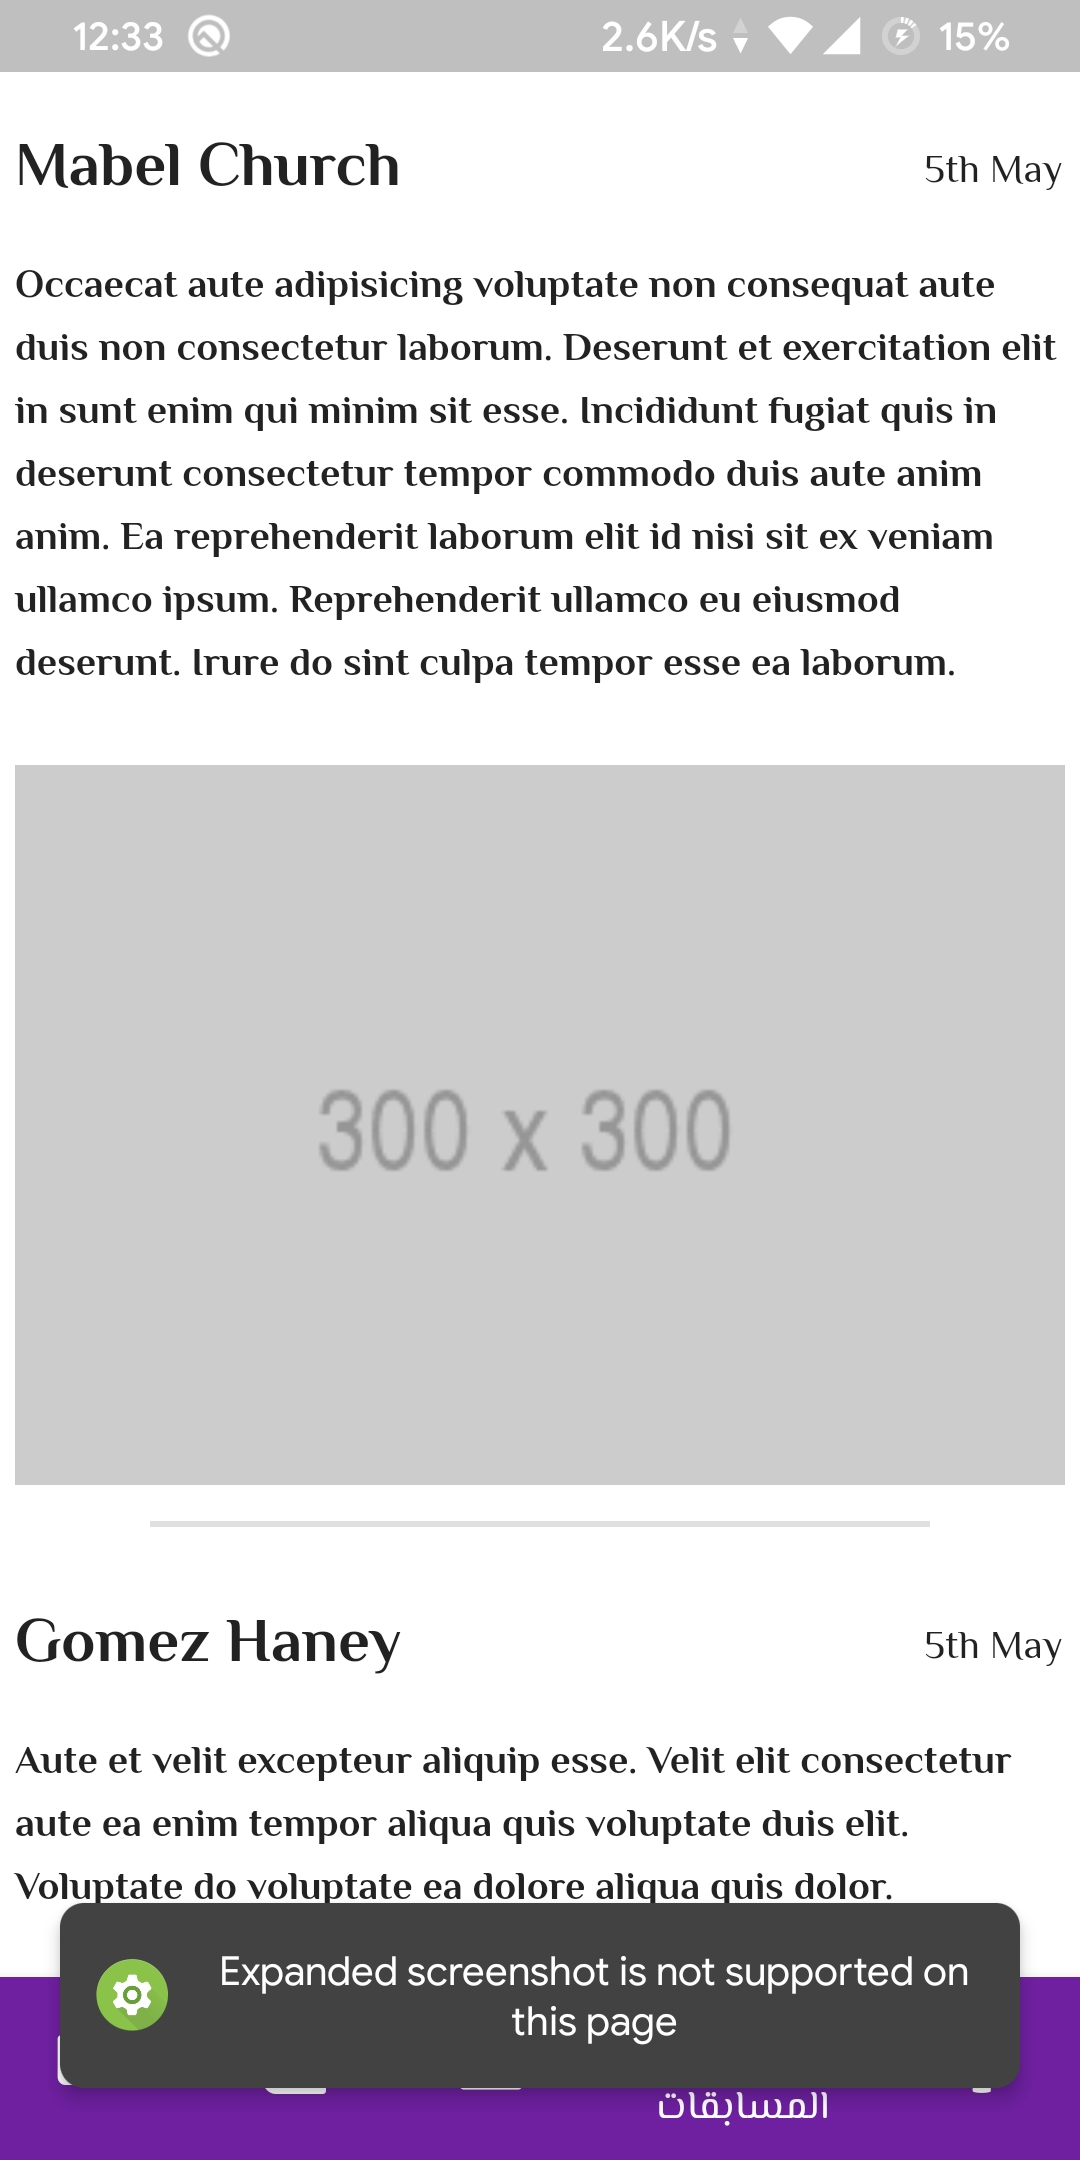 12:33 2.6K/s 15%
Mabel Church 5th May
Occaecat aute adipisicing voluptate non consequat aute
duis non consectetur laborum. Deserunt et exercitation elit
in sunt enim qui minim sit esse. Incididunt fugiat quis in
deserunt consectetur tempor commodo duis aute anim
anim. Ea reprehenderit laborum elit id nisi sit ex veniam
ullamco ipsum. Reprehenderit ullamco eu eiusmod
deserunt. Irure do sint culpa tempor esse ea laborum.
300 x 300
Gomez Haney 5th May
Aute et velit excepteur aliquip esse. Velit elit consectetur
aute ea enim tempor aliqua quis voluptate duis elit.
Voluptate do voluptate ea dolore aliqua quis dolor.
Expanded screenshot is not supported on
this page
المسابقات